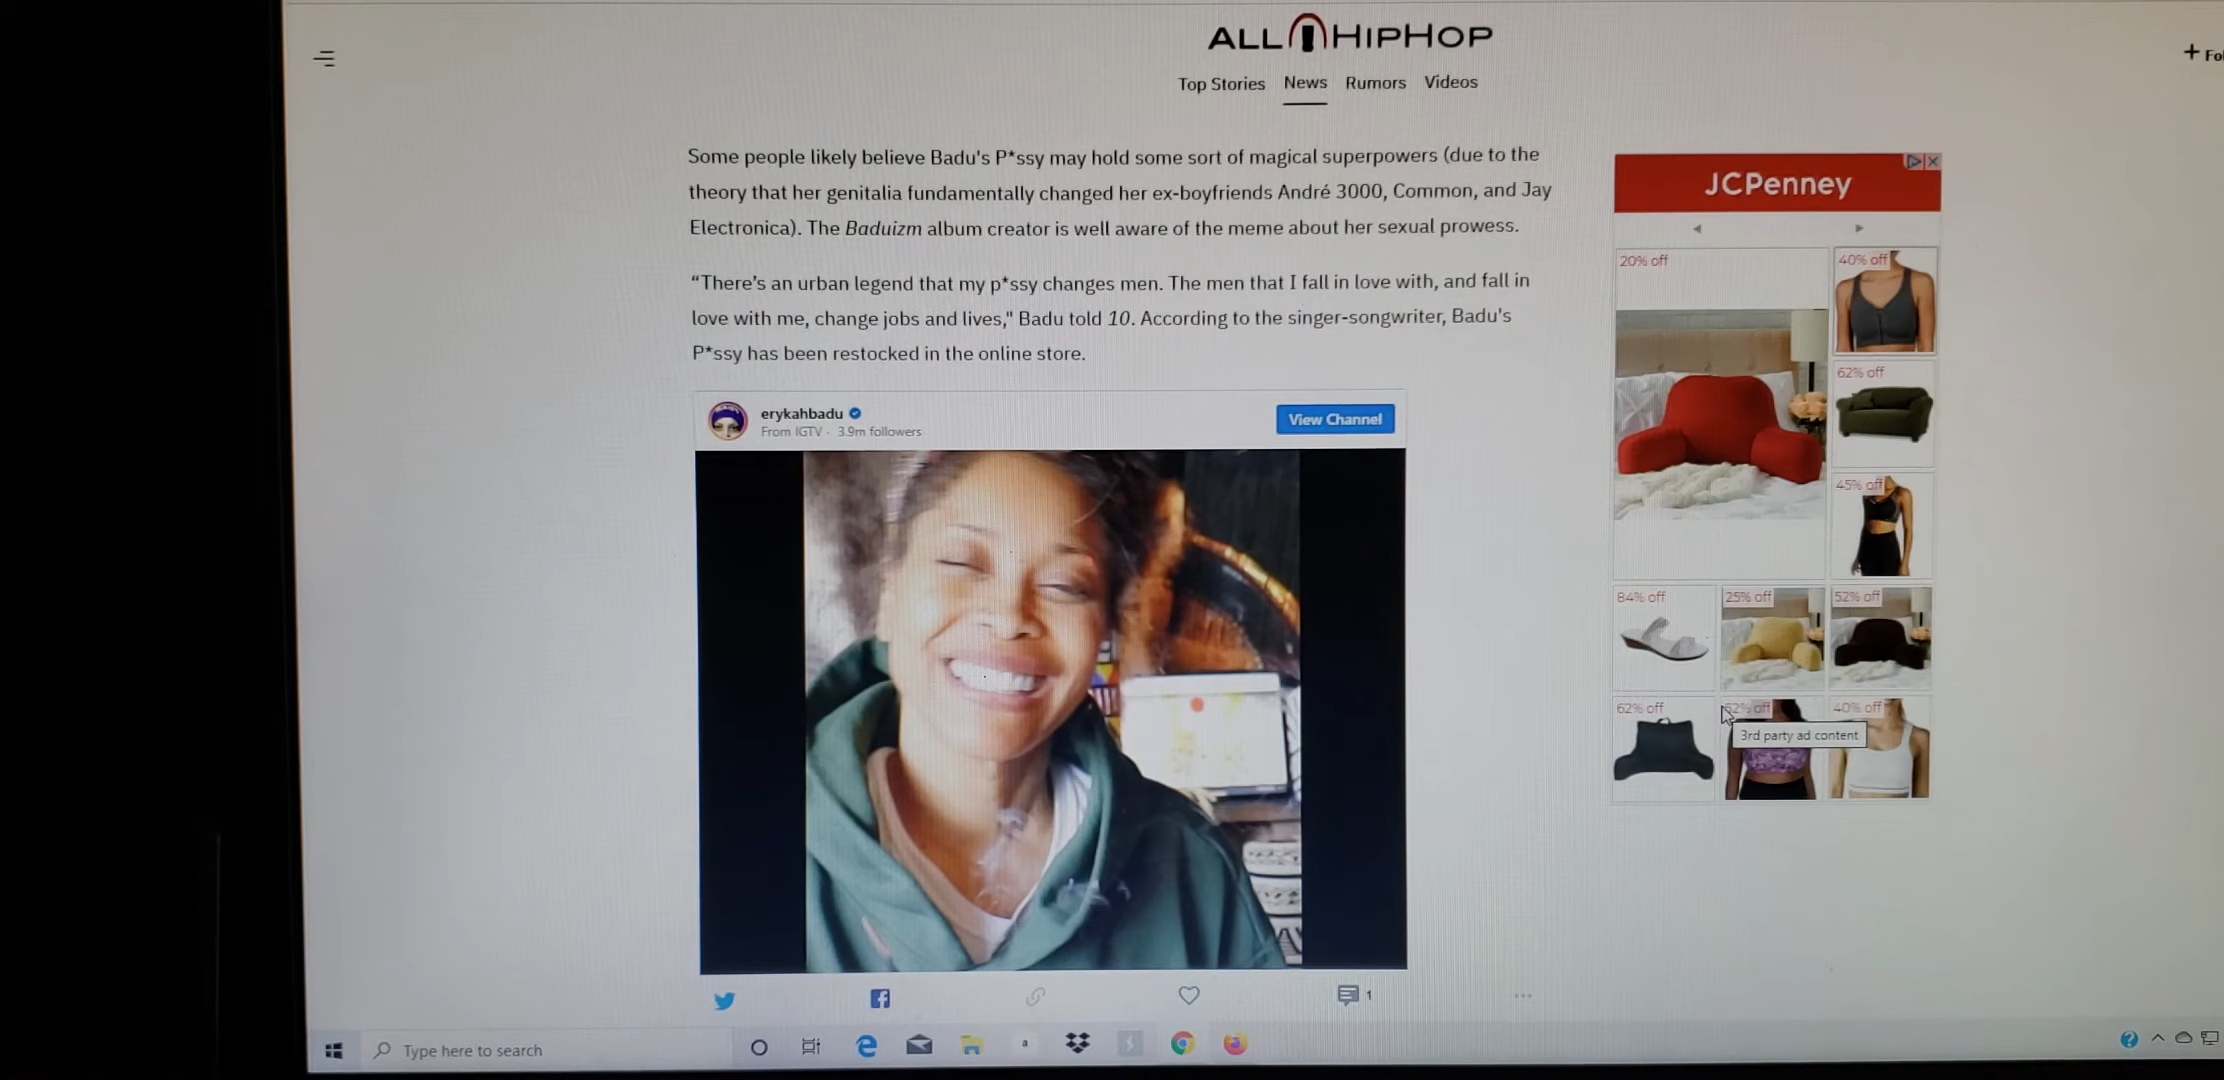 ALL HIPHOP
+ Fol
Top Stories News Rumors Videos
Some people likely believe Badu's P*ssy may hold some sort of magical superpowers (due to the
theory that her genitalia fundamentally changed her ex-boyfriends André 3000, Common, and Jay
Electronica). The Baduizm album creator is well aware of the meme about her sexual prowess.
“There’s an urban legend that my p*ssy changes men. The men that I fall in love with, and fall in
love with me, change jobs and lives," Badu told 10. According to the singer-songwriter, Badu's
P*ssy has been restocked in the online store.
erykahbadu
From IGTV · 3.9m followers
View Channel
JCPenney
20% off
40% off
62% off
45% off
84% off
25% off
52% off
62% off
62% off
40% off
3rd party ad content
1
Type here to search
a